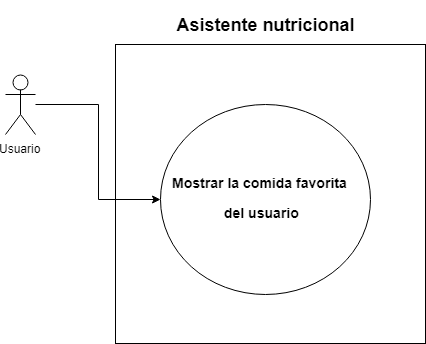 Asistente nutricional
Usuario
Mostrar la comida favorita
del usuario